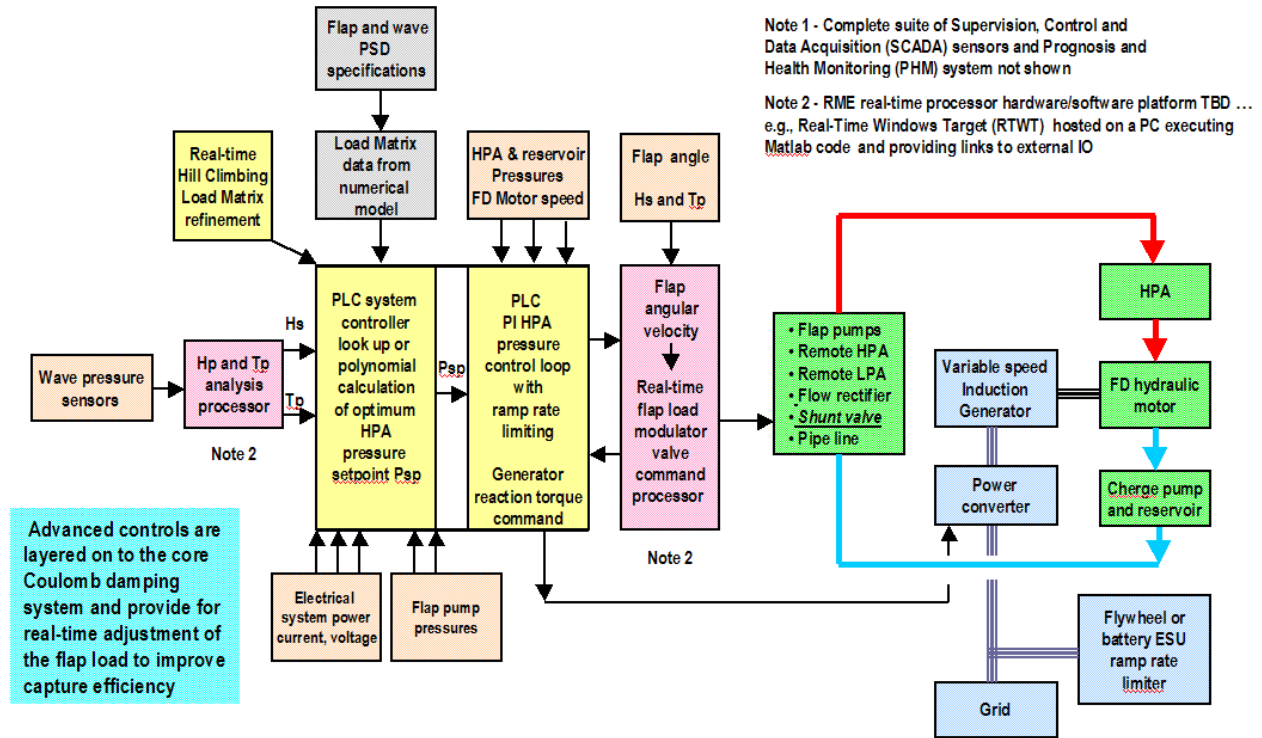 Flap and wave
PSD
specifications
Note 1 - Complete suite of Supervision, Control and
Data Acquisition (SCADA) sensors and Prognosis and
Health Monitoring (PHM) system not shown
Note 2 - RME real-time processor hardware/software platform TBD …
e.g., Real-Time Windows Target (RTWT) hosted on a PC executing
Matlab code and providing links to external IO
Real-time
Hill Climbing
Load Matrix
refinement
Load Matrix
data from
numerical
model
HPA & reservoir
Pressures
FD Motor speed
Flap angle
Hs and Tp
Wave pressure
sensors
Hp and Tp
analysis
processor
Note 2
Hs
Tp
PLC system
controller
look up or
polynomial
calculation
of optimum
HPA
pressure
setpoint Psp
Psp
PLC
PI HPA
pressure
control loop
with
ramp rate
limiting
Generator
reaction torque
command
Flap
angular
velocity
Real-time
flap load
modulator
valve
command
processor
Note 2
• Flap pumps
• Remote HPA
• Remote LPA
• Flow rectifier
• Shunt valve
• Pipe line
HPA
Variable speed
Induction
Generator
FD hydraulic
motor
Power
converter
Cherge pump
and reservoir
Advanced controls are
layered on to the core
Coulomb damping
system and provide for
real-time adjustment of
the flap load to improve
capture efficiency
Electrical
system power
current, voltage
Flap pump
pressures
Flywheel or
battery ESU
ramp rate
limiter
Grid